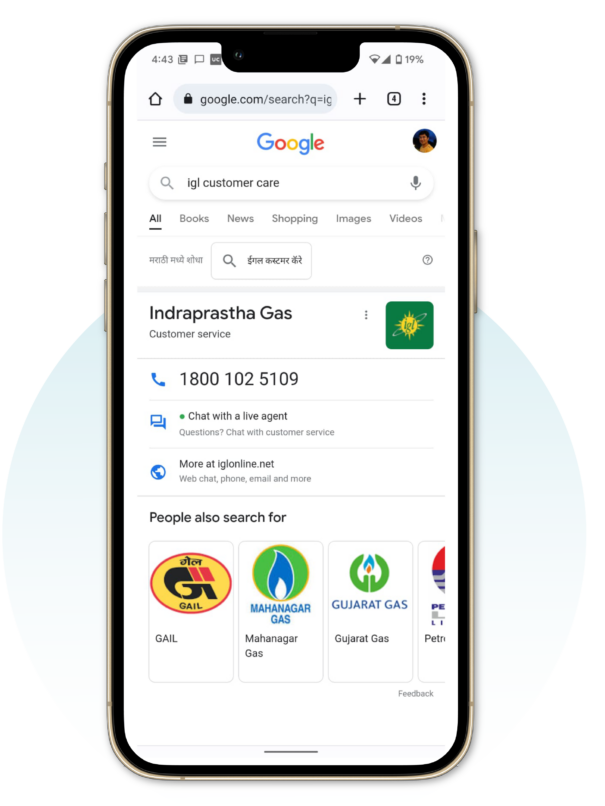 4:43
19%
google.com/search?q=ig
4
Google
igl customer care
All Books News Shopping Images Videos
मराठी मध्ये शोधा
ईगल कस्टमर कॅरे
Indraprastha Gas
Customer service
1800 102 5109
Chat with a live agent
Questions? Chat with customer service
More at iglonline.net
Web chat, phone, email and more
People also search for
गेल
GAIL
MAHANAGAR
GAS
GUJARAT GAS
PE
L I
GAIL
Mahanagar
Gas
Gujarat Gas
Petr
Feedback